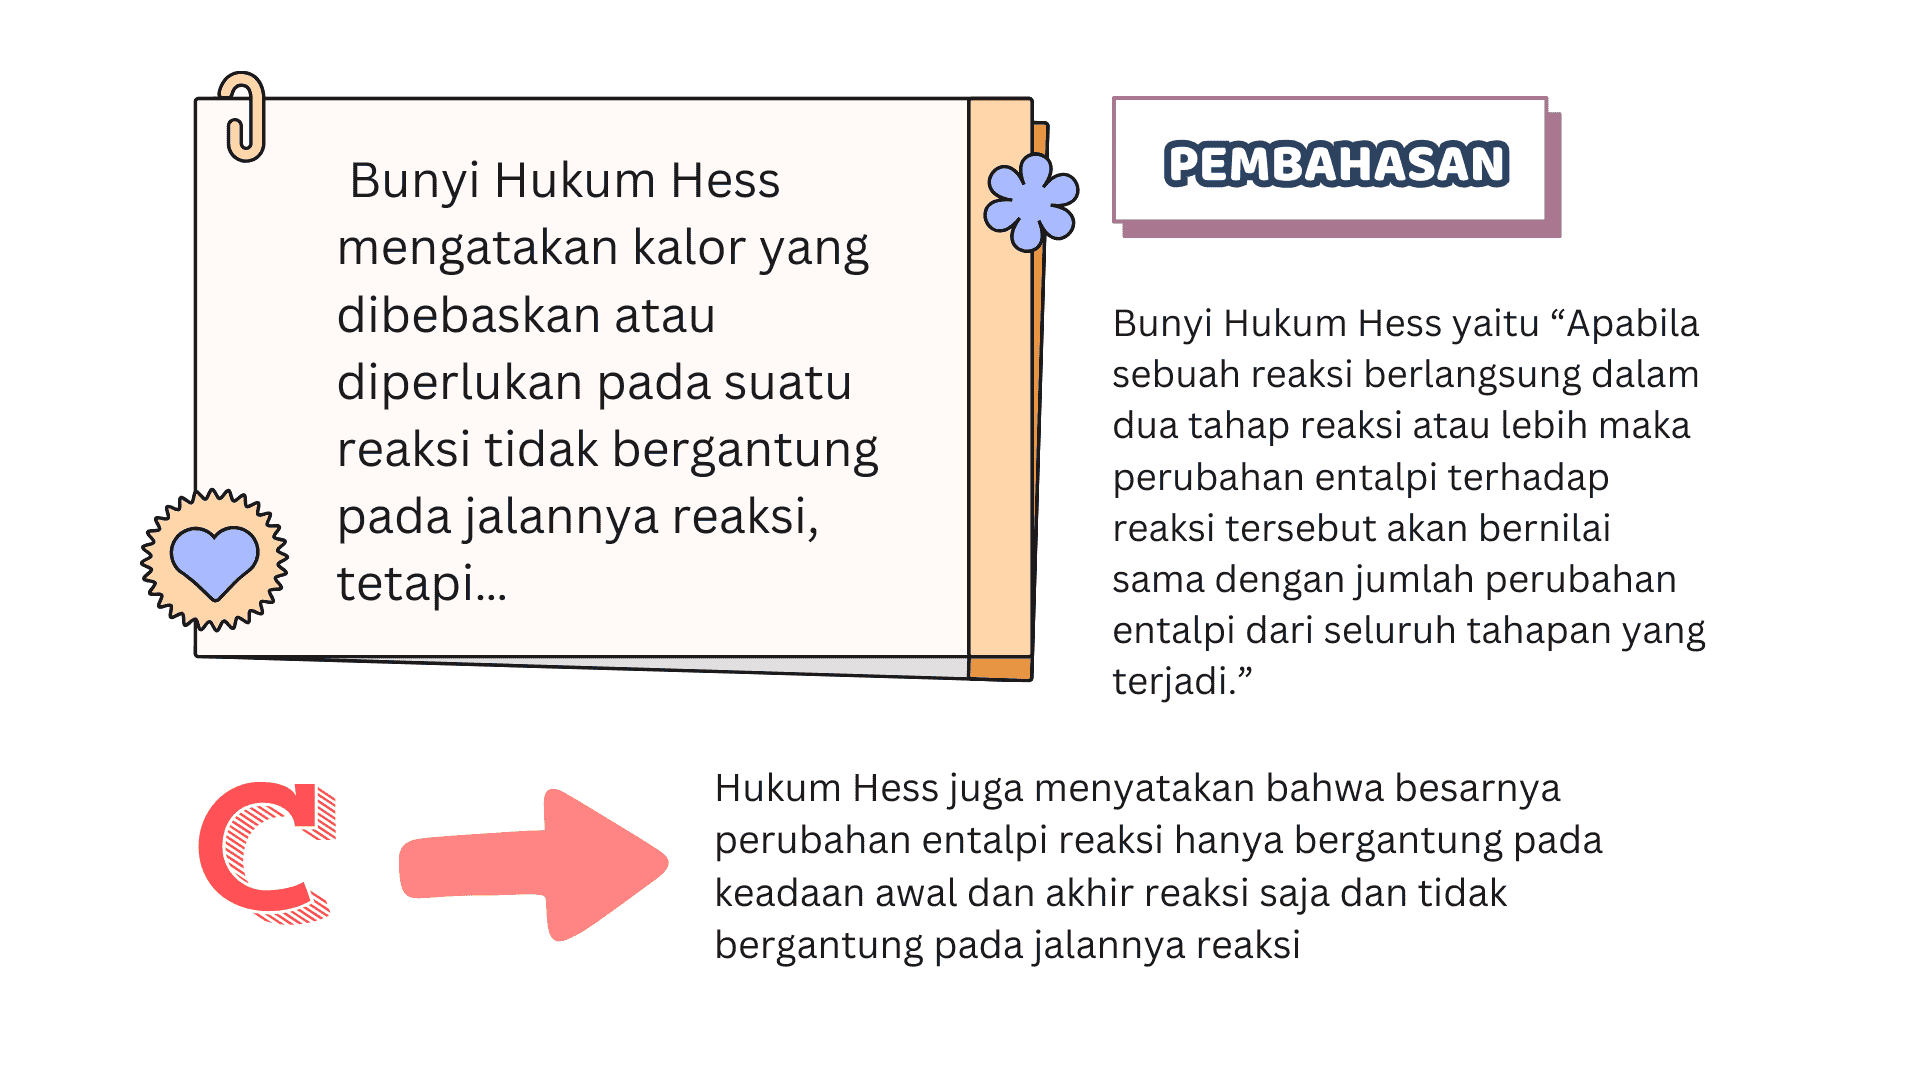 Bunyi Hukum Hess
mengatakan kalor yang
dibebaskan atau
diperlukan pada suatu
reaksi tidak bergantung
pada jalannya reaksi,
tetapi...
PEMBAHASAN
Bunyi Hukum Hess yaitu “Apabila
sebuah reaksi berlangsung dalam
dua tahap reaksi atau lebih maka
perubahan entalpi terhadap
reaksi tersebut akan bernilai
sama dengan jumlah perubahan
entalpi dari seluruh tahapan yang
terjadi.”
C
Hukum Hess juga menyatakan bahwa besarnya
perubahan entalpi reaksi hanya bergantung pada
keadaan awal dan akhir reaksi saja dan tidak
bergantung pada jalannya reaksi